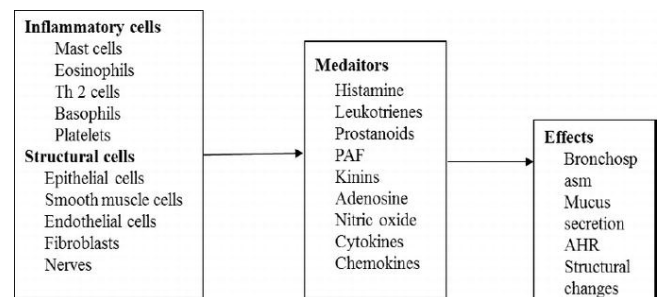 Inflammatory cells
Mast cells
Eosinophils
Th 2 cells
Basophils
Platelets
Structural cells
Epithelial cells
Smooth muscle cells
Endothelial cells
Fibroblasts
Nerves
Medaitors
Histamine
Leukotrienes
Prostanoids
PAF
Kinins
Adenosine
Nitric oxide
Cytokines
Chemokines
Effects
Bronchosp
asm
Mucus
secretion
AHR
Structural
changes